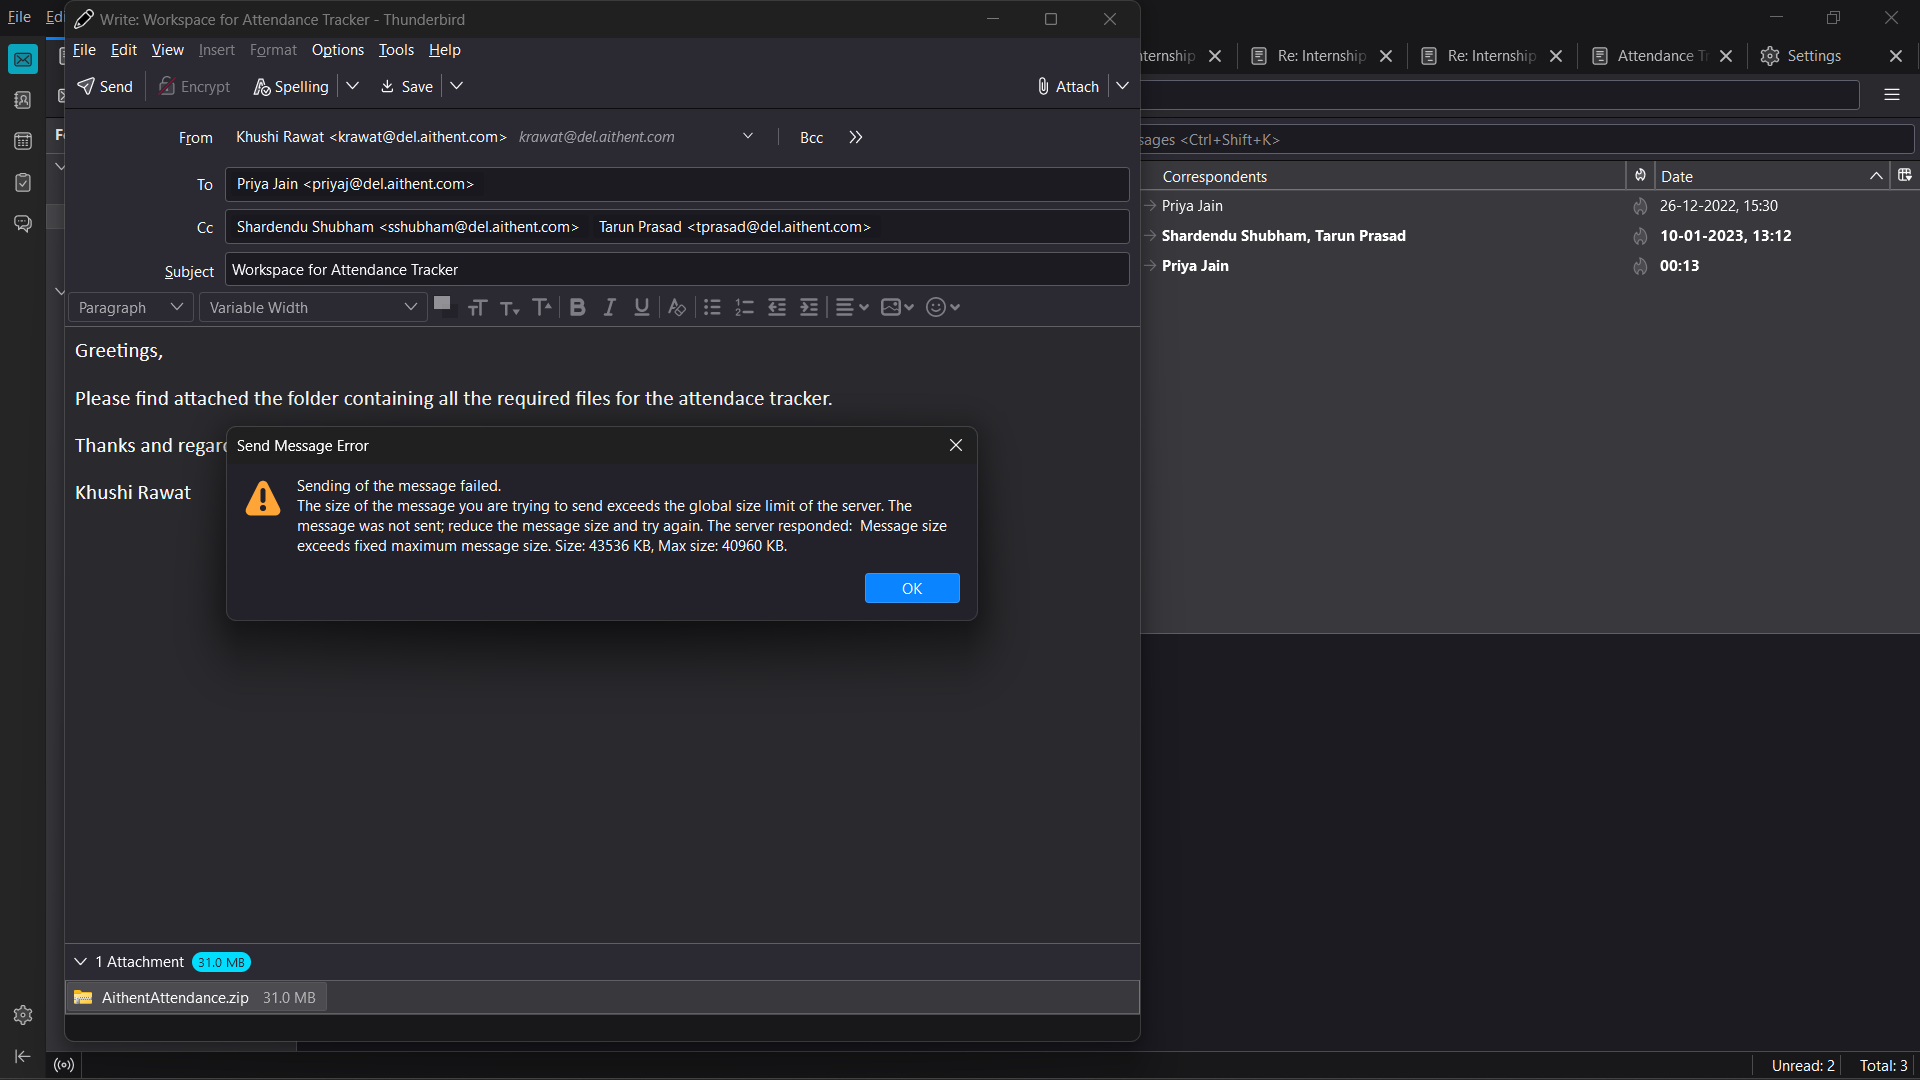 File Edi
Write: Workspace for Attendance Tracker - Thunderbird
File Edit View Insert Format Options Tools Help
nternship Re: Internship Re: Internship Attendance Tr Settings
Send Encrypt Spelling Save Attach
From Khushi Rawat <krawat@del.aithent.com> krawat@del.aithent.com Bcc
sages <Ctrl+Shift+K>
To Priya Jain <priyaj@del.aithent.com>
Cc Shardendu Shubham <sshubham@del.aithent.com> Tarun Prasad <tprasad@del.aithent.com>
Subject Workspace for Attendance Tracker
Correspondents Date
Priya Jain 26-12-2022, 15:30
Shardendu Shubham, Tarun Prasad 10-01-2023, 13:12
Priya Jain 00:13
Paragraph Variable Width
Greetings,
Please find attached the folder containing all the required files for the attendace tracker.
Thanks and regar
Khushi Rawat
Send Message Error
Sending of the message failed.
The size of the message you are trying to send exceeds the global size limit of the server. The
message was not sent; reduce the message size and try again. The server responded:  Message size
exceeds fixed maximum message size. Size: 43536 KB, Max size: 40960 KB.
OK
1 Attachment 31.0 MB
AithentAttendance.zip 31.0 MB
Unread: 2 Total: 3